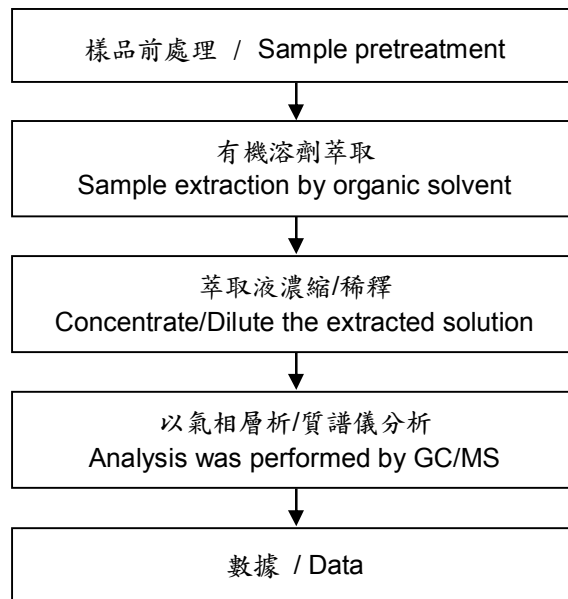 樣品前處理 / Sample pretreatment
有機溶劑萃取
Sample extraction by organic solvent
萃取液濃縮/稀釋
Concentrate/Dilute the extracted solution
以氣相層析/質譜儀分析
Analysis was performed by GC/MS
數據 / Data